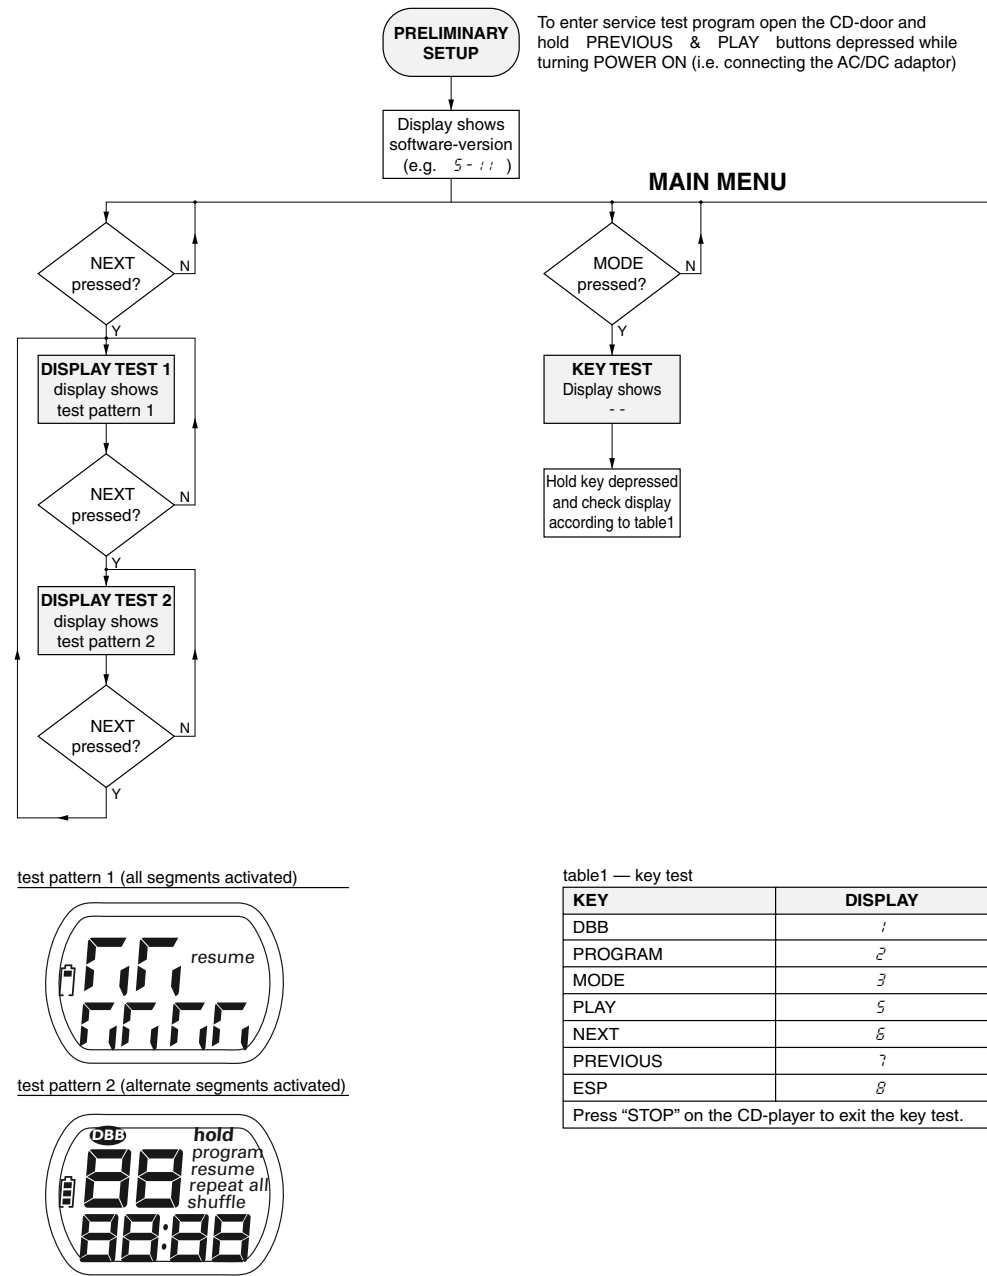 PRELIMINARY
SETUP
To enter service test program open the CD-door and
hold PREVIOUS & PLAY buttons depressed while
turning POWER ON (i.e. connecting the AC/DC adaptor)
Display shows
software-version
(e.g. S-11 )
MAIN MENU
NEXT
pressed?
N
Y
MODE
pressed?
N
Y
DISPLAY TEST 1
display shows
test pattern 1
KEY TEST
Display shows
--
NEXT
pressed?
N
Y
Hold key depressed
and check display
according to table1
DISPLAY TEST 2
display shows
test pattern 2
NEXT
pressed?
N
Y
test pattern 1 (all segments activated)
resume
test pattern 2 (alternate segments activated)
DBB
hold
program
resume
repeat all
shuffle
88
88:88
table1 — key test
KEY DISPLAY
DBB 1
PROGRAM 2
MODE 3
PLAY 5
NEXT 6
PREVIOUS 7
ESP 8
Press “STOP” on the CD-player to exit the key test.